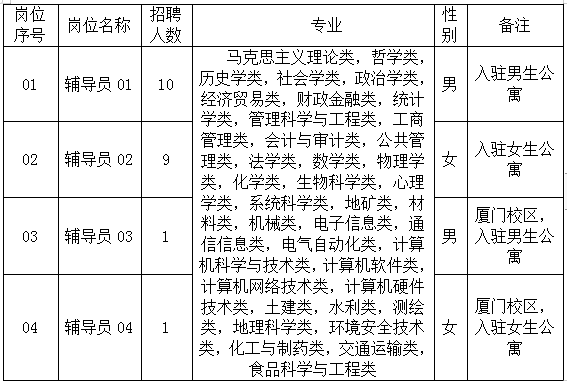 岗位序号 岗位名称 招聘人数 专业 性别 备注
01 辅导员 01 10 男 入驻男生公寓
02 辅导员 02 9 女 入驻女生公寓
03 辅导员 03 1 男 厦门校区，入驻男生公寓
04 辅导员 04 1 女 厦门校区，入驻女生公寓
马克思主义理论类，哲学类，
历史学类，社会学类，政治学类，
经济贸易类，财政金融类，统计
学类，管理科学与工程类，工商
管理类，会计与审计类，公共管
理类，法学类，数学类，物理学
类，化学类，生物科学类，心理
学类，系统科学类，地矿类，材
料类，机械类，电子信息类，通
信信息类，电气自动化类，计算
机科学与技术类，计算机软件类，
计算机网络技术类，计算机硬件
技术类，土建类，水利类，测绘
类，地理科学类，环境安全技术
类，化工与制药类，交通运输类，
食品科学与工程类